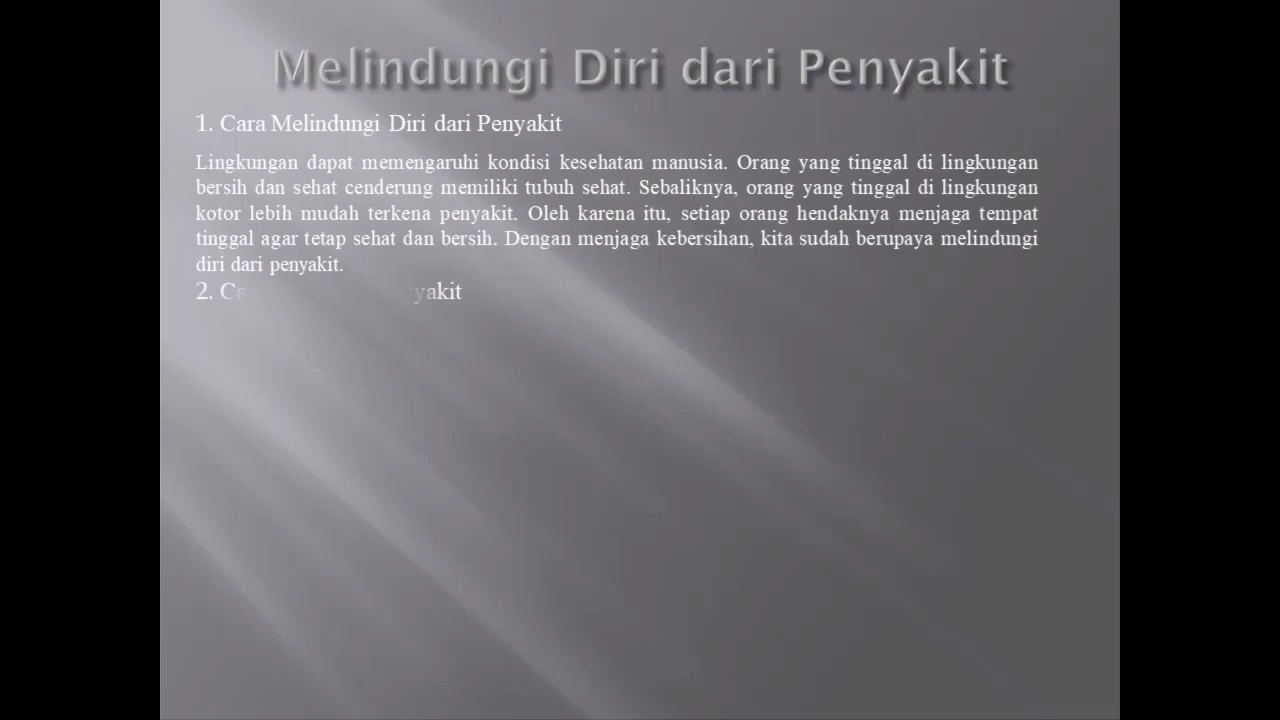 Melindungi Diri dari Penyakit
1. Cara Melindungi Diri dari Penyakit
Lingkungan dapat memengaruhi kondisi kesehatan manusia. Orang yang tinggal di lingkungan
bersih dan sehat cenderung memiliki tubuh sehat. Sebaliknya, orang yang tinggal di lingkungan
kotor lebih mudah terkena penyakit. Oleh karena itu, setiap orang hendaknya menjaga tempat
tinggal agar tetap sehat dan bersih. Dengan menjaga kebersihan, kita sudah berupaya melindungi
diri dari penyakit.
2.